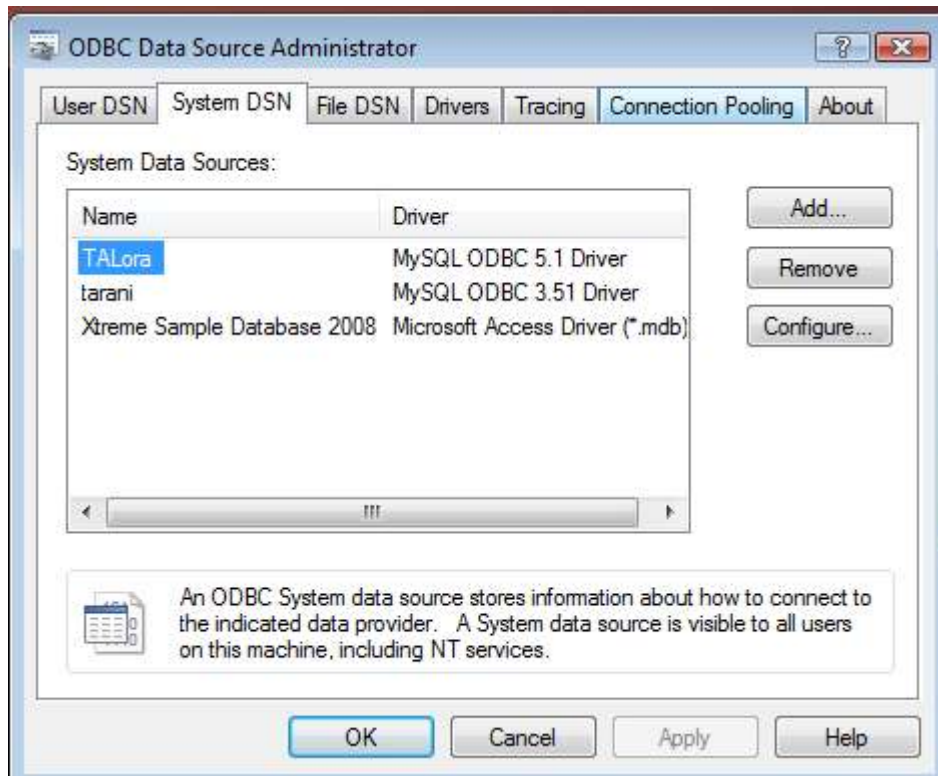 ODBC Data Source Administrator
User DSN System DSN File DSN Drivers Tracing Connection Pooling About
System Data Sources:
Name Driver
TALora MySQL ODBC 5.1 Driver
tarani MySQL ODBC 3.51 Driver
Xtreme Sample Database 2008 Microsoft Access Driver (*.mdb)
Add...
Remove
Configure...
An ODBC System data source stores information about how to connect to
the indicated data provider. A System data source is visible to all users
on this machine, including NT services.
OK Cancel Apply Help